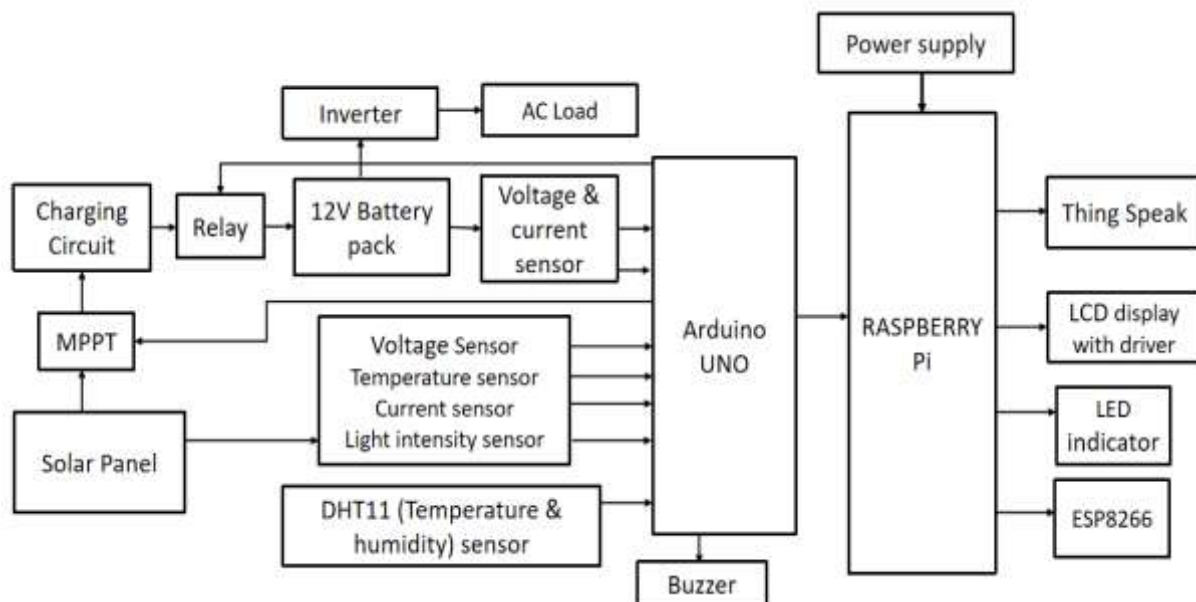 Power supply
Inverter
AC Load
Charging
Circuit
Relay
12V Battery
pack
Voltage &
current
sensor
Thing Speak
MPPT
Voltage Sensor
Temperature sensor
Current sensor
Light intensity sensor
Arduino
UNO
RASPBERRY
Pi
LCD display
with driver
Solar Panel
LED
indicator
DHT11 (Temperature &
humidity) sensor
ESP8266
Buzzer